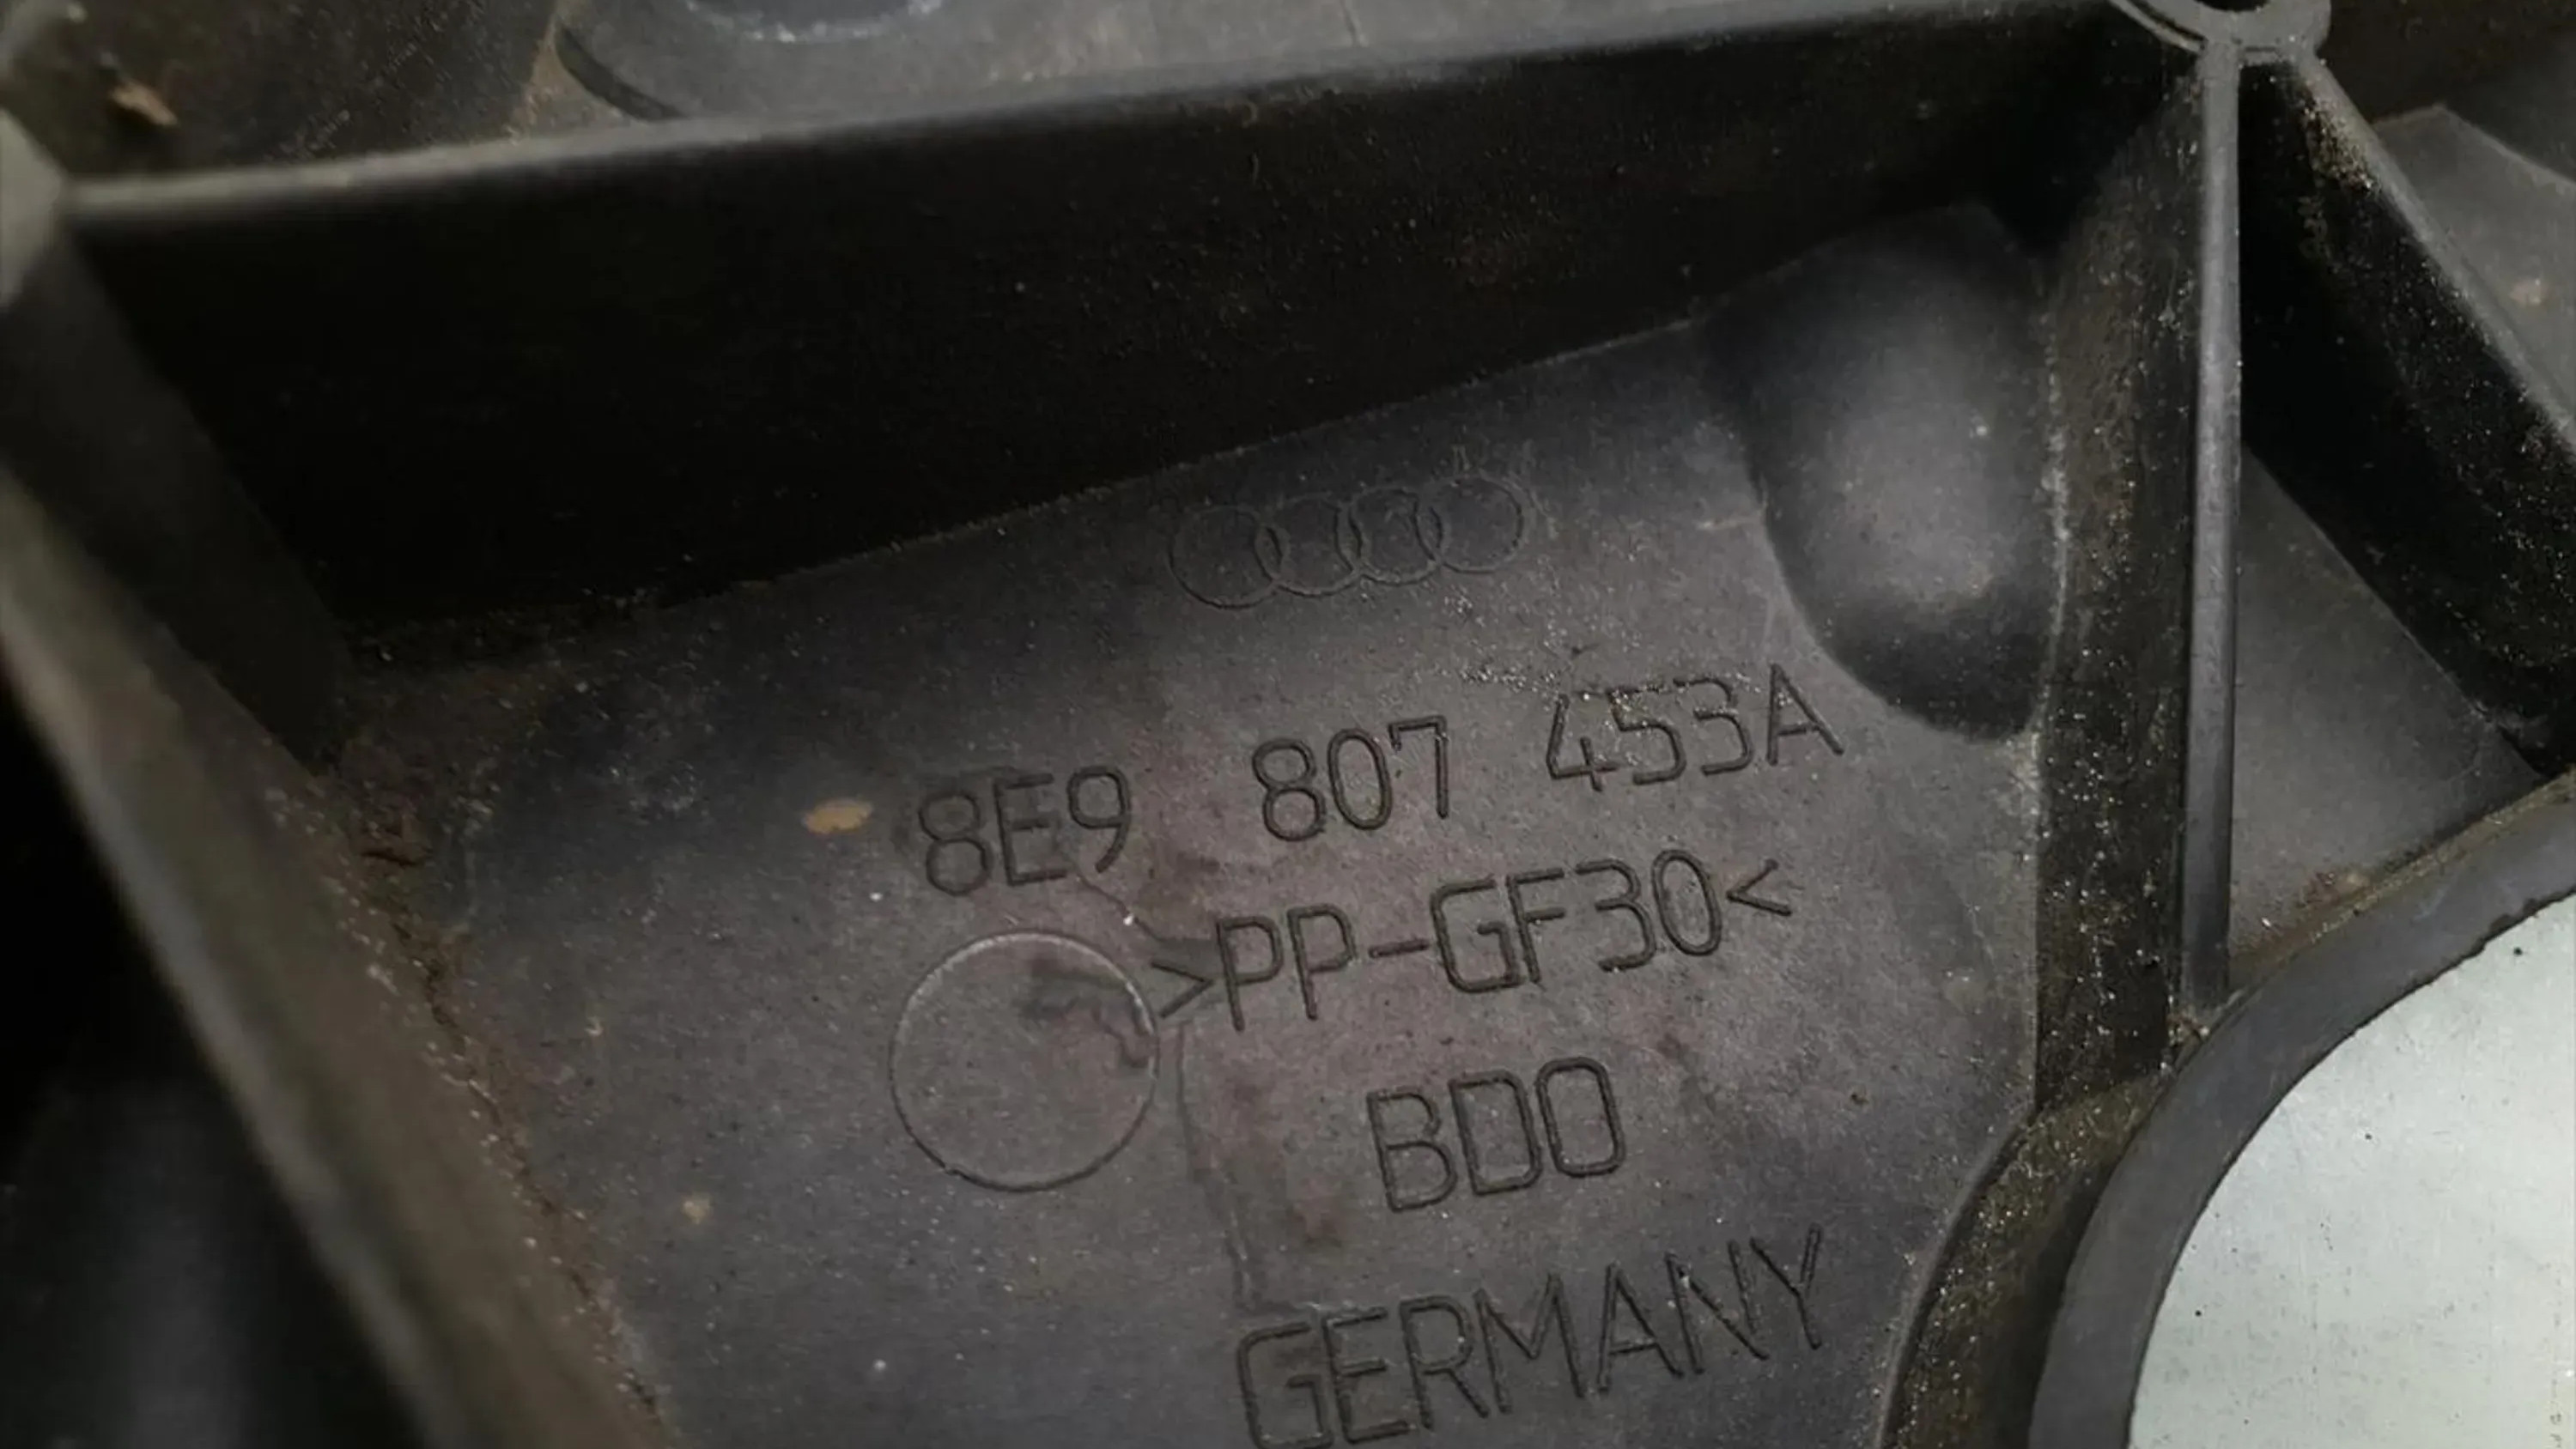 8E9 807 453A
>PP-GF30<
BDO
GERMANY